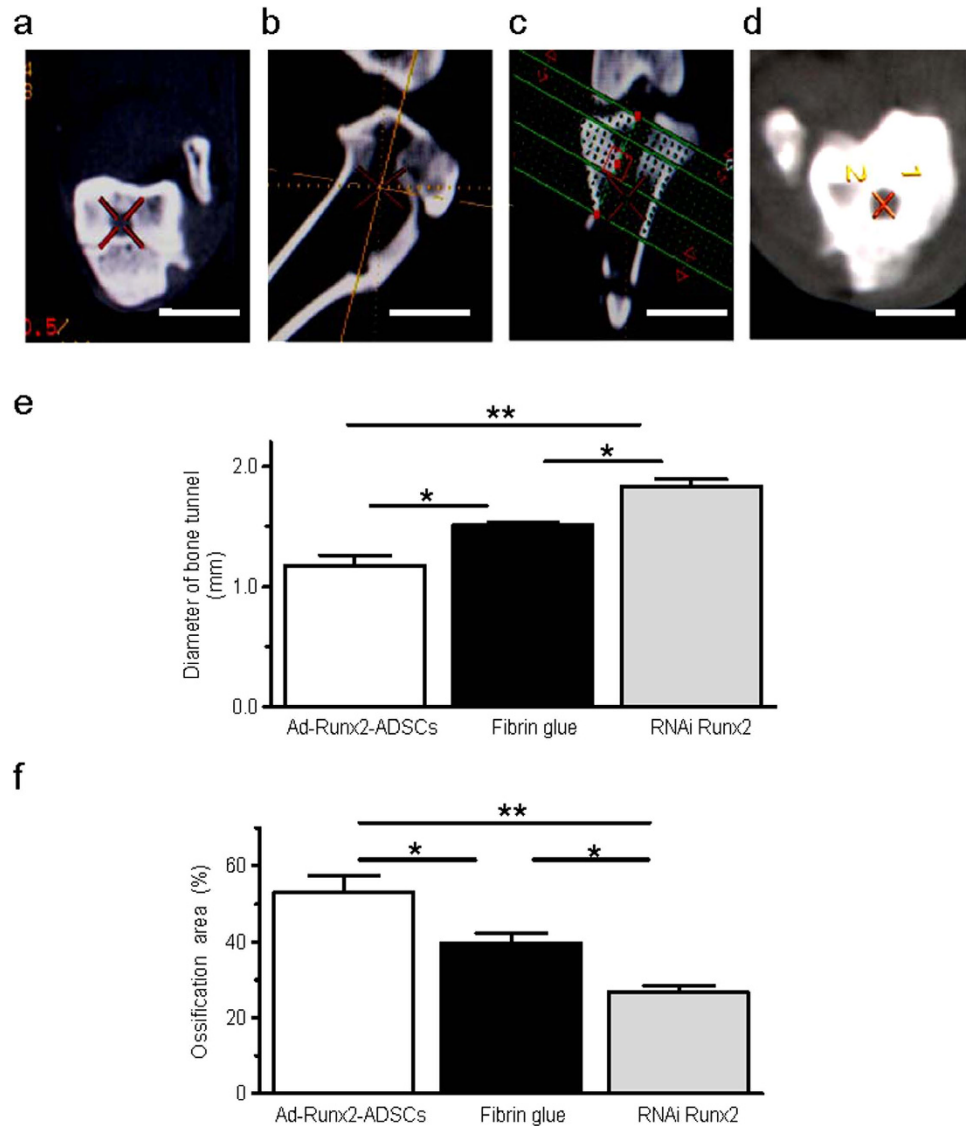 a
b
c
d
0.5/
2
1
e
**
*
*
2.0
1.0
0.0
Diameter of bone tunnel
(mm)
Ad-Runx2-ADSCs
Fibrin glue
RNAi Runx2
f
**
*
*
60
40
20
0
Ossification area (%)
Ad-Runx2-ADSCs
Fibrin glue
RNAi Runx2